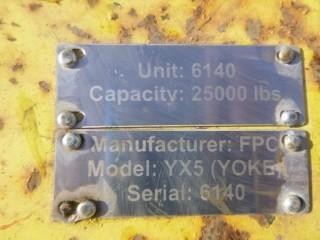 Unit: 6140
Capacity: 25000 lbs
Manufacturer: FPC
Model: YX5 (YOKE)
Serial: 6140